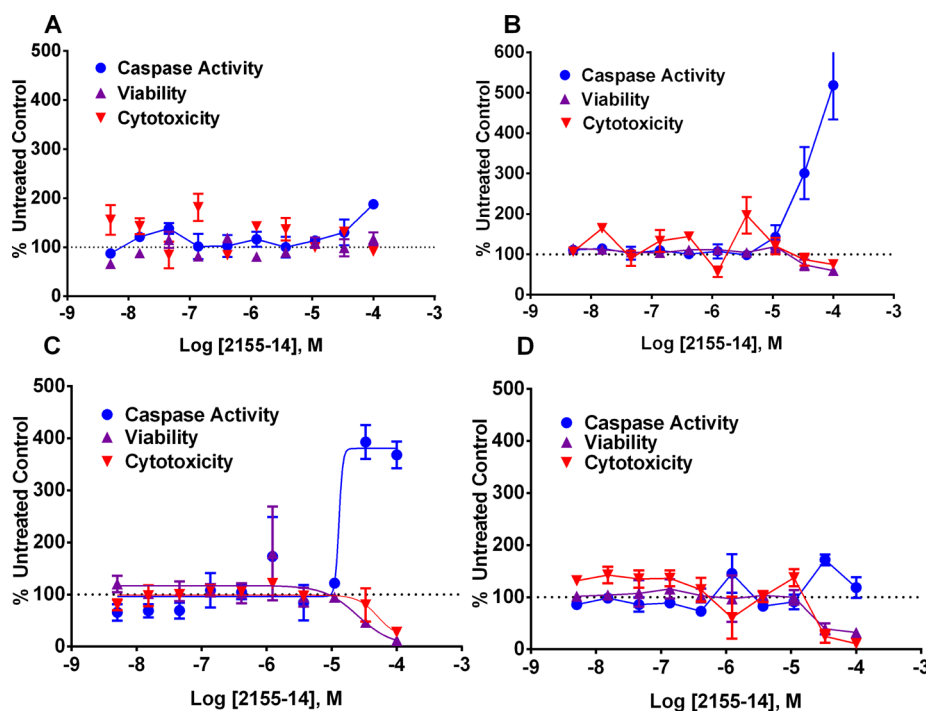 A
500
400
300
200
100
0
% Untreated Control
Caspase Activity
Viability
Cytotoxicity
-9 -8 -7 -6 -5 -4 -3
Log [2155-14], M
B
600
500
400
300
200
100
0
% Untreated Control
Caspase Activity
Viability
Cytotoxicity
-9 -8 -7 -6 -5 -4 -3
Log [2155-14], M
C
500
400
300
200
100
0
% Untreated Control
Caspase Activity
Viability
Cytotoxicity
-9 -8 -7 -6 -5 -4 -3
Log [2155-14], M
D
500
400
300
200
100
0
% Untreated Control
Caspase Activity
Viability
Cytotoxicity
-9 -8 -7 -6 -5 -4 -3
Log [2155-14], M